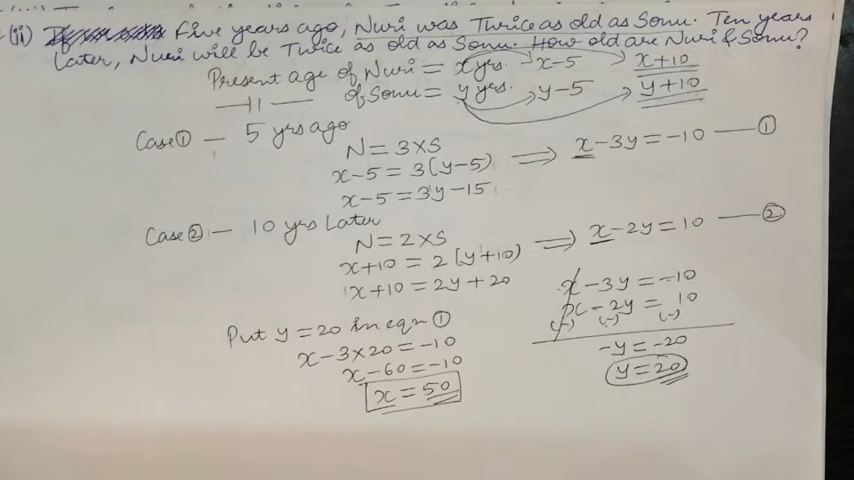 (ii) Five years ago, Nuri was Thrice as old as Sonu. Ten years
later, Nuri will be Twice as old as Sonu. How old are Nuri & Sonu?
Present age of Nuri = x yrs. x-5 x+10
—11— of Sonu = y yrs. y-5 y+10
Case ① — 5 yrs ago
N = 3×S
x-5 = 3(y-5) ⟹ x-3y = -10 — ①
x-5 = 3y-15
Case ② — 10 yrs Later
N = 2×S
x+10 = 2(y+10) ⟹ x-2y = 10 — ②
x+10 = 2y+20
x-3y = -10
x-2y = 10
(-) (-) (-)
-y = -20
y = 20
Put y = 20 in eqn ①
x-3×20 = -10
x-60 = -10
x = 50